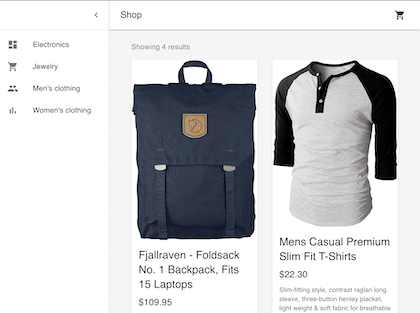 Shop
Electronics
Jewelry
Men's clothing
Women's clothing
Showing 4 results
Fjallraven - Foldsack
No. 1 Backpack, Fits
15 Laptops
$109.95
Mens Casual Premium
Slim Fit T-Shirts
$22.30
Slim-fitting style, contrast raglan long
sleeve, three-button henley placket,
light weight & soft fabric for breathable